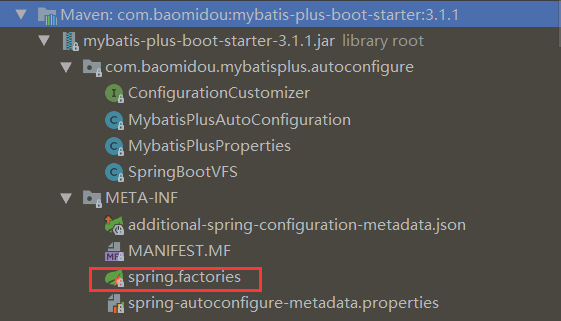 Maven: com.baomidou:mybatis-plus-boot-starter:3.1.1
mybatis-plus-boot-starter-3.1.1.jar library root
com.baomidou.mybatisplus.autoconfigure
ConfigurationCustomizer
MybatisPlusAutoConfiguration
MybatisPlusProperties
SpringBootVFS
META-INF
additional-spring-configuration-metadata.json
MANIFEST.MF
spring.factories
spring-autoconfigure-metadata.properties